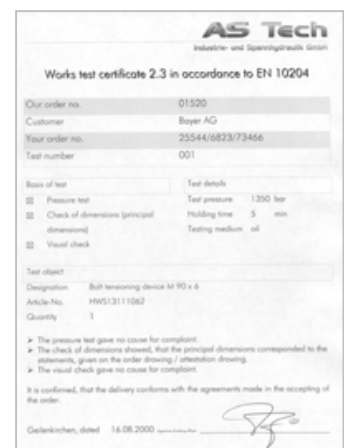 AS Tech
Industrie- und Spannhydraulik GmbH
Works test certificate 2.3 in accordance to EN 10204
Our order no. 01520
Customer Bayer AG
Your order no. 25544/6823/73466
Test number 001
Basis of test Test details
Pressure test Test pressure 1350 bar
Check of dimensions (principal Holding time 5 min
dimensions) Testing medium oil
Visual check
Test object
Designation Bolt tensioning device M 90 x 6
Article-No. HWS13111062
Quantity 1
➢ The pressure test gave no cause for complaint.
➢ The check of dimensions showed, that the principal dimensions corresponded to the
statements, given on the order drawing / attestation drawing.
➢ The visual check gave no cause for complaint.
It is confirmed, that the delivery conforms with the agreements made in the accepting of
the order.
Geilenkirchen, dated 16.08.2000